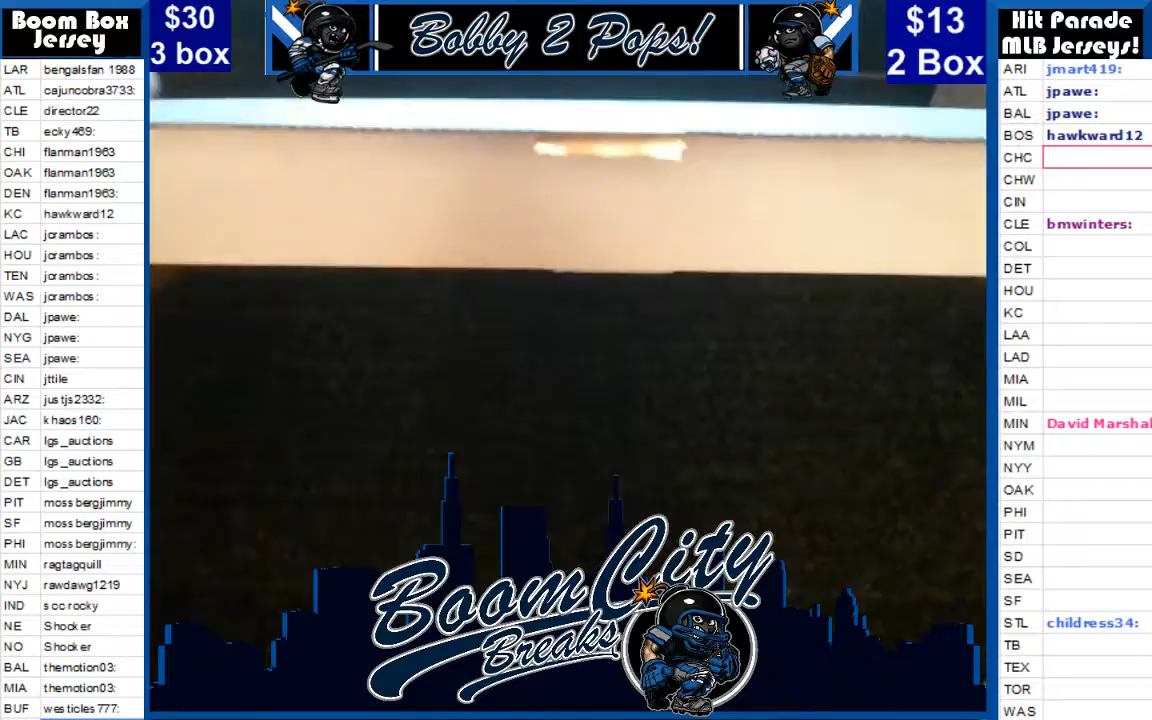 Boom Box
Jersey
$30
3 box
Bobby 2 Pops!
$13
2 Box
Hit Parade
MLB Jerseys!
LAR bengalsfan 1988
ATL cajuncobra3733:
CLE director22
TB ecky469:
CHI flanman1963
OAK flanman1963
DEN flanman1963:
KC hawkward12
LAC jcrambos:
HOU jcrambos:
TEN jcrambos:
WAS jcrambos:
DAL jpawe:
NYG jpawe:
SEA jpawe:
CIN jttile
ARZ justjs2332:
JAC khaos160:
CAR lgs_auctions
GB lgs_auctions
DET lgs_auctions
PIT mossbergjimmy
SF mossbergjimmy
PHI mossbergjimmy:
MIN ragtagquill
NYJ rawdawg1219
IND sccrocky
NE Shocker
NO Shocker
BAL themotion03:
MIA themotion03:
BUF westicles777:
ARI jmart419:
ATL jpawe:
BAL jpawe:
BOS hawkward12
CHC
CHW
CIN
CLE bmwinters:
COL
DET
HOU
KC
LAA
LAD
MIA
MIL
MIN David Marshal
NYM
NYY
OAK
PHI
PIT
SD
SEA
SF
STL childress34:
TB
TEX
TOR
WAS
Boom City
Breaks